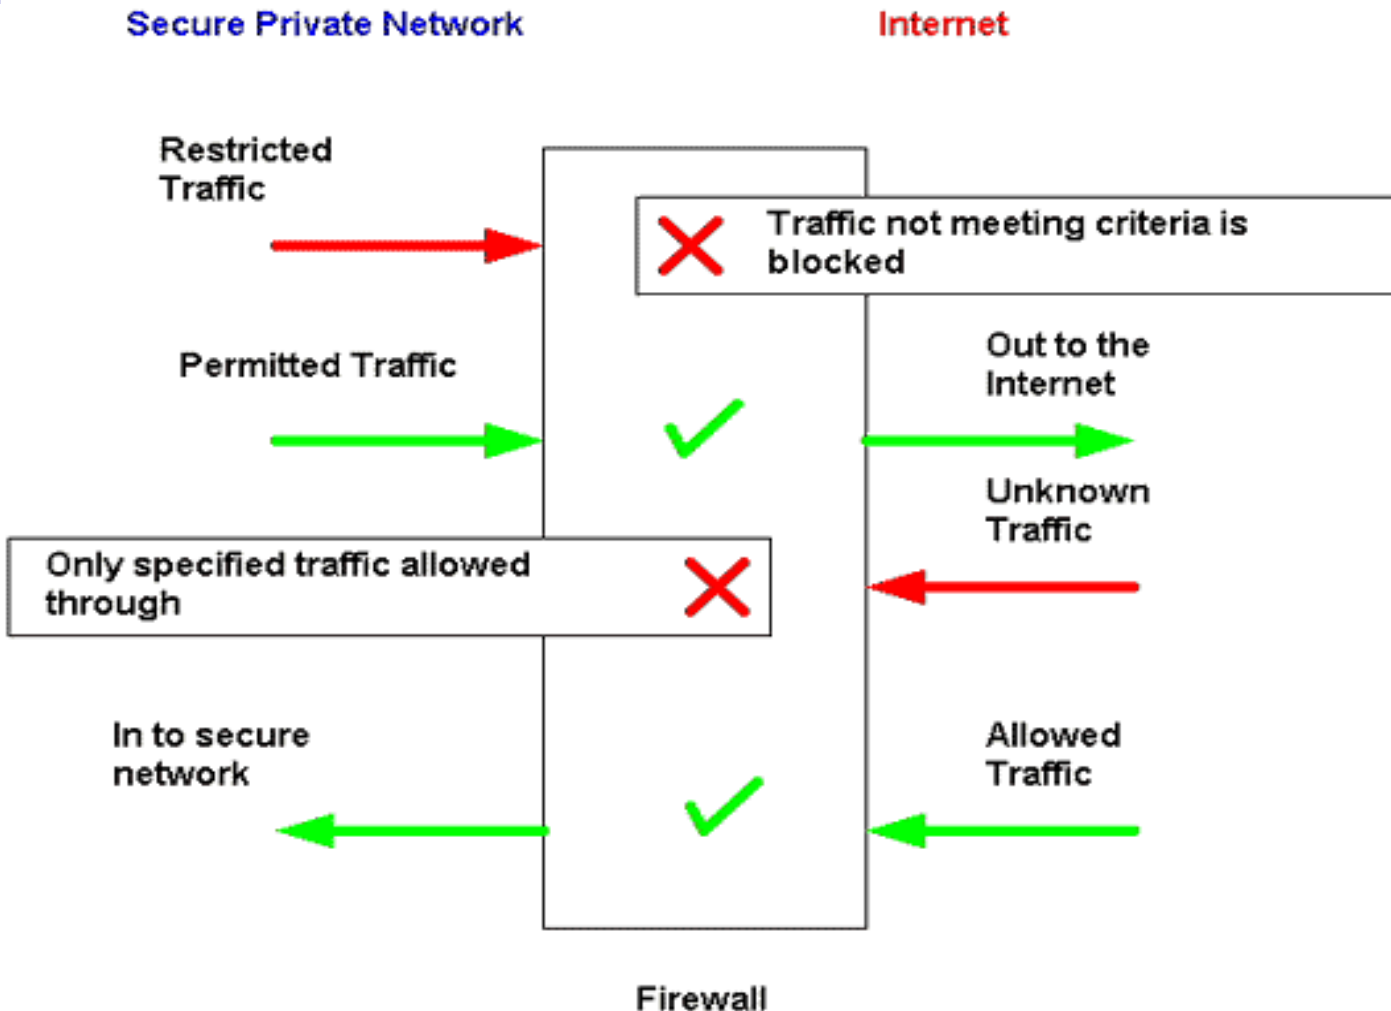 Secure Private Network
Internet
Restricted
Traffic
Traffic not meeting criteria is
blocked
Permitted Traffic
Out to the
Internet
Unknown
Traffic
Only specified traffic allowed
through
In to secure
network
Allowed
Traffic
Firewall